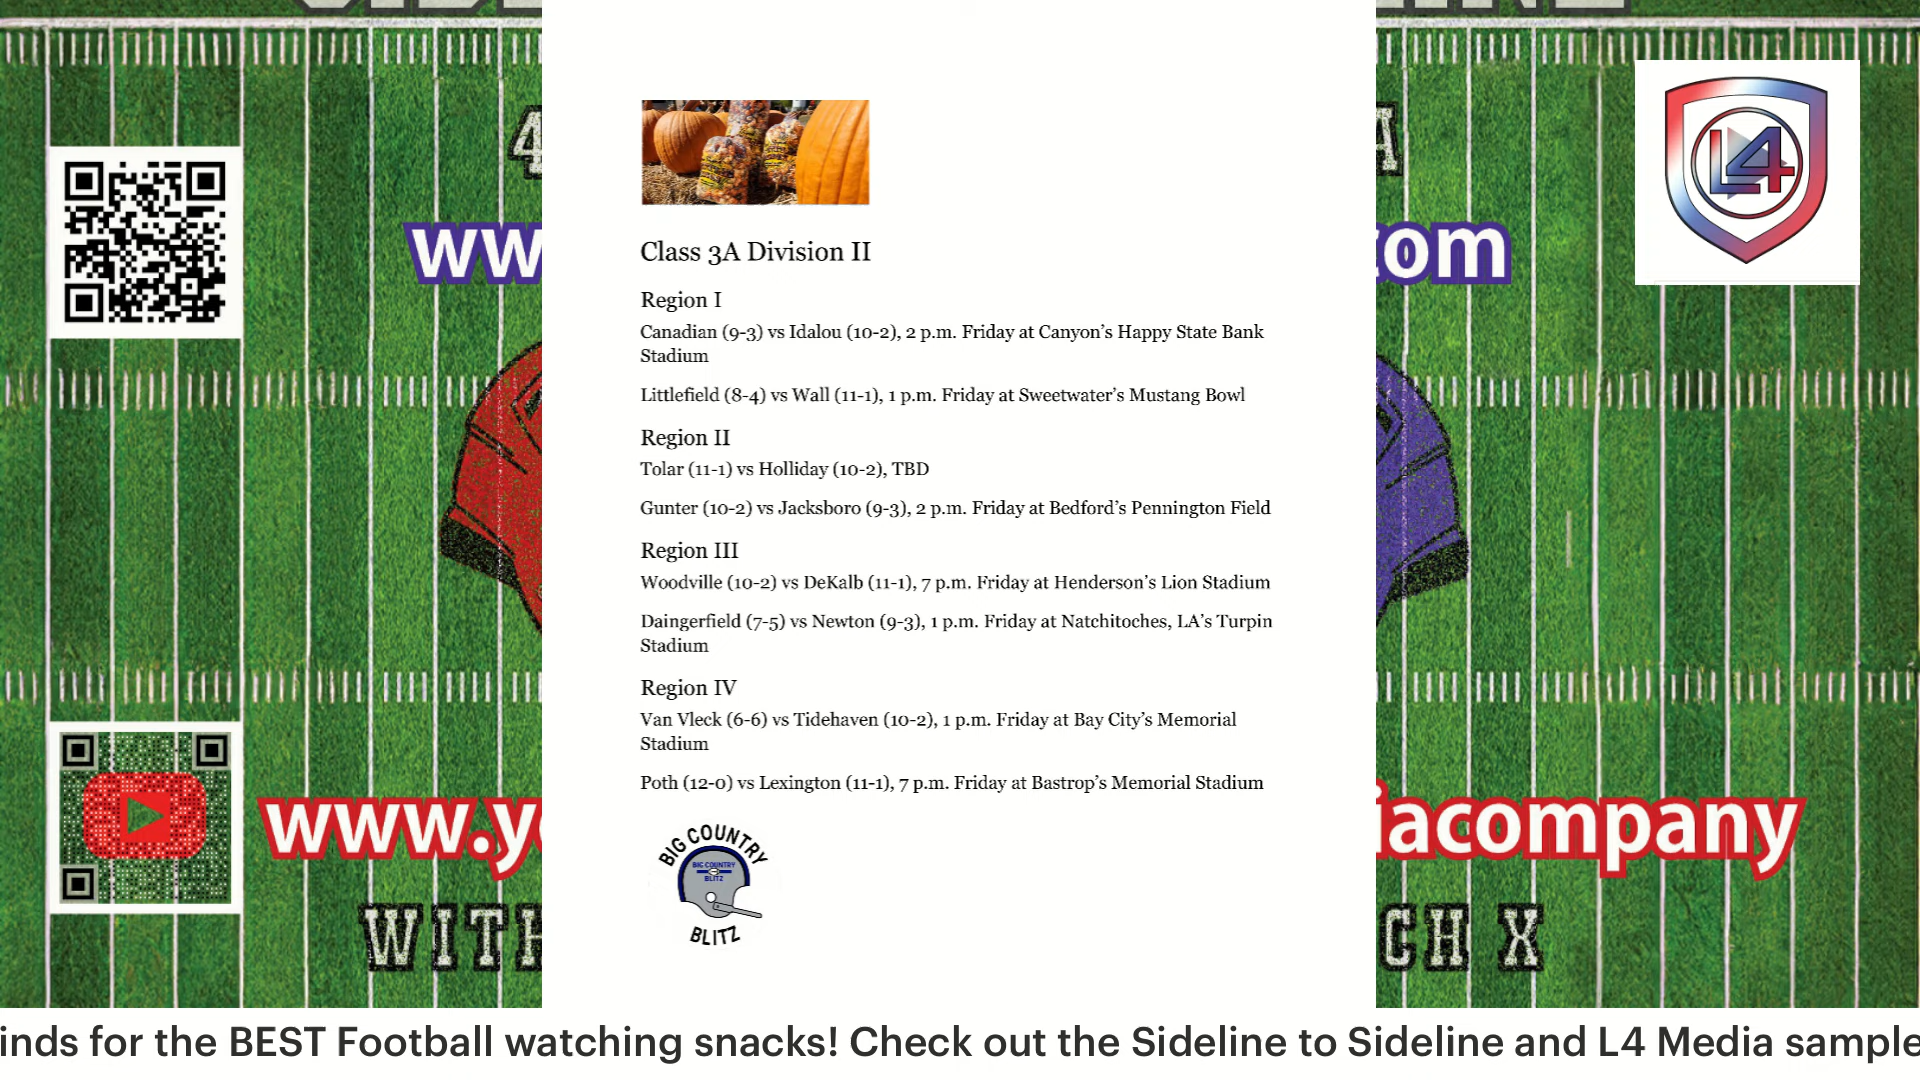 L4
Class 3A Division II
Region I
Canadian (9-3) vs Idalou (10-2), 2 p.m. Friday at Canyon’s Happy State Bank
Stadium
Littlefield (8-4) vs Wall (11-1), 1 p.m. Friday at Sweetwater’s Mustang Bowl
Region II
Tolar (11-1) vs Holliday (10-2), TBD
Gunter (10-2) vs Jacksboro (9-3), 2 p.m. Friday at Bedford’s Pennington Field
Region III
Woodville (10-2) vs DeKalb (11-1), 7 p.m. Friday at Henderson’s Lion Stadium
Daingerfield (7-5) vs Newton (9-3), 1 p.m. Friday at Natchitoches, LA’s Turpin
Stadium
Region IV
Van Vleck (6-6) vs Tidehaven (10-2), 1 p.m. Friday at Bay City’s Memorial
Stadium
Poth (12-0) vs Lexington (11-1), 7 p.m. Friday at Bastrop’s Memorial Stadium
BIG COUNTRY
BIG COUNTRY
BLITZ
BLITZ
4
A
ww
om
www.y
iacompany
WITH
CH X
inds for the BEST Football watching snacks! Check out the Sideline to Sideline and L4 Media sample